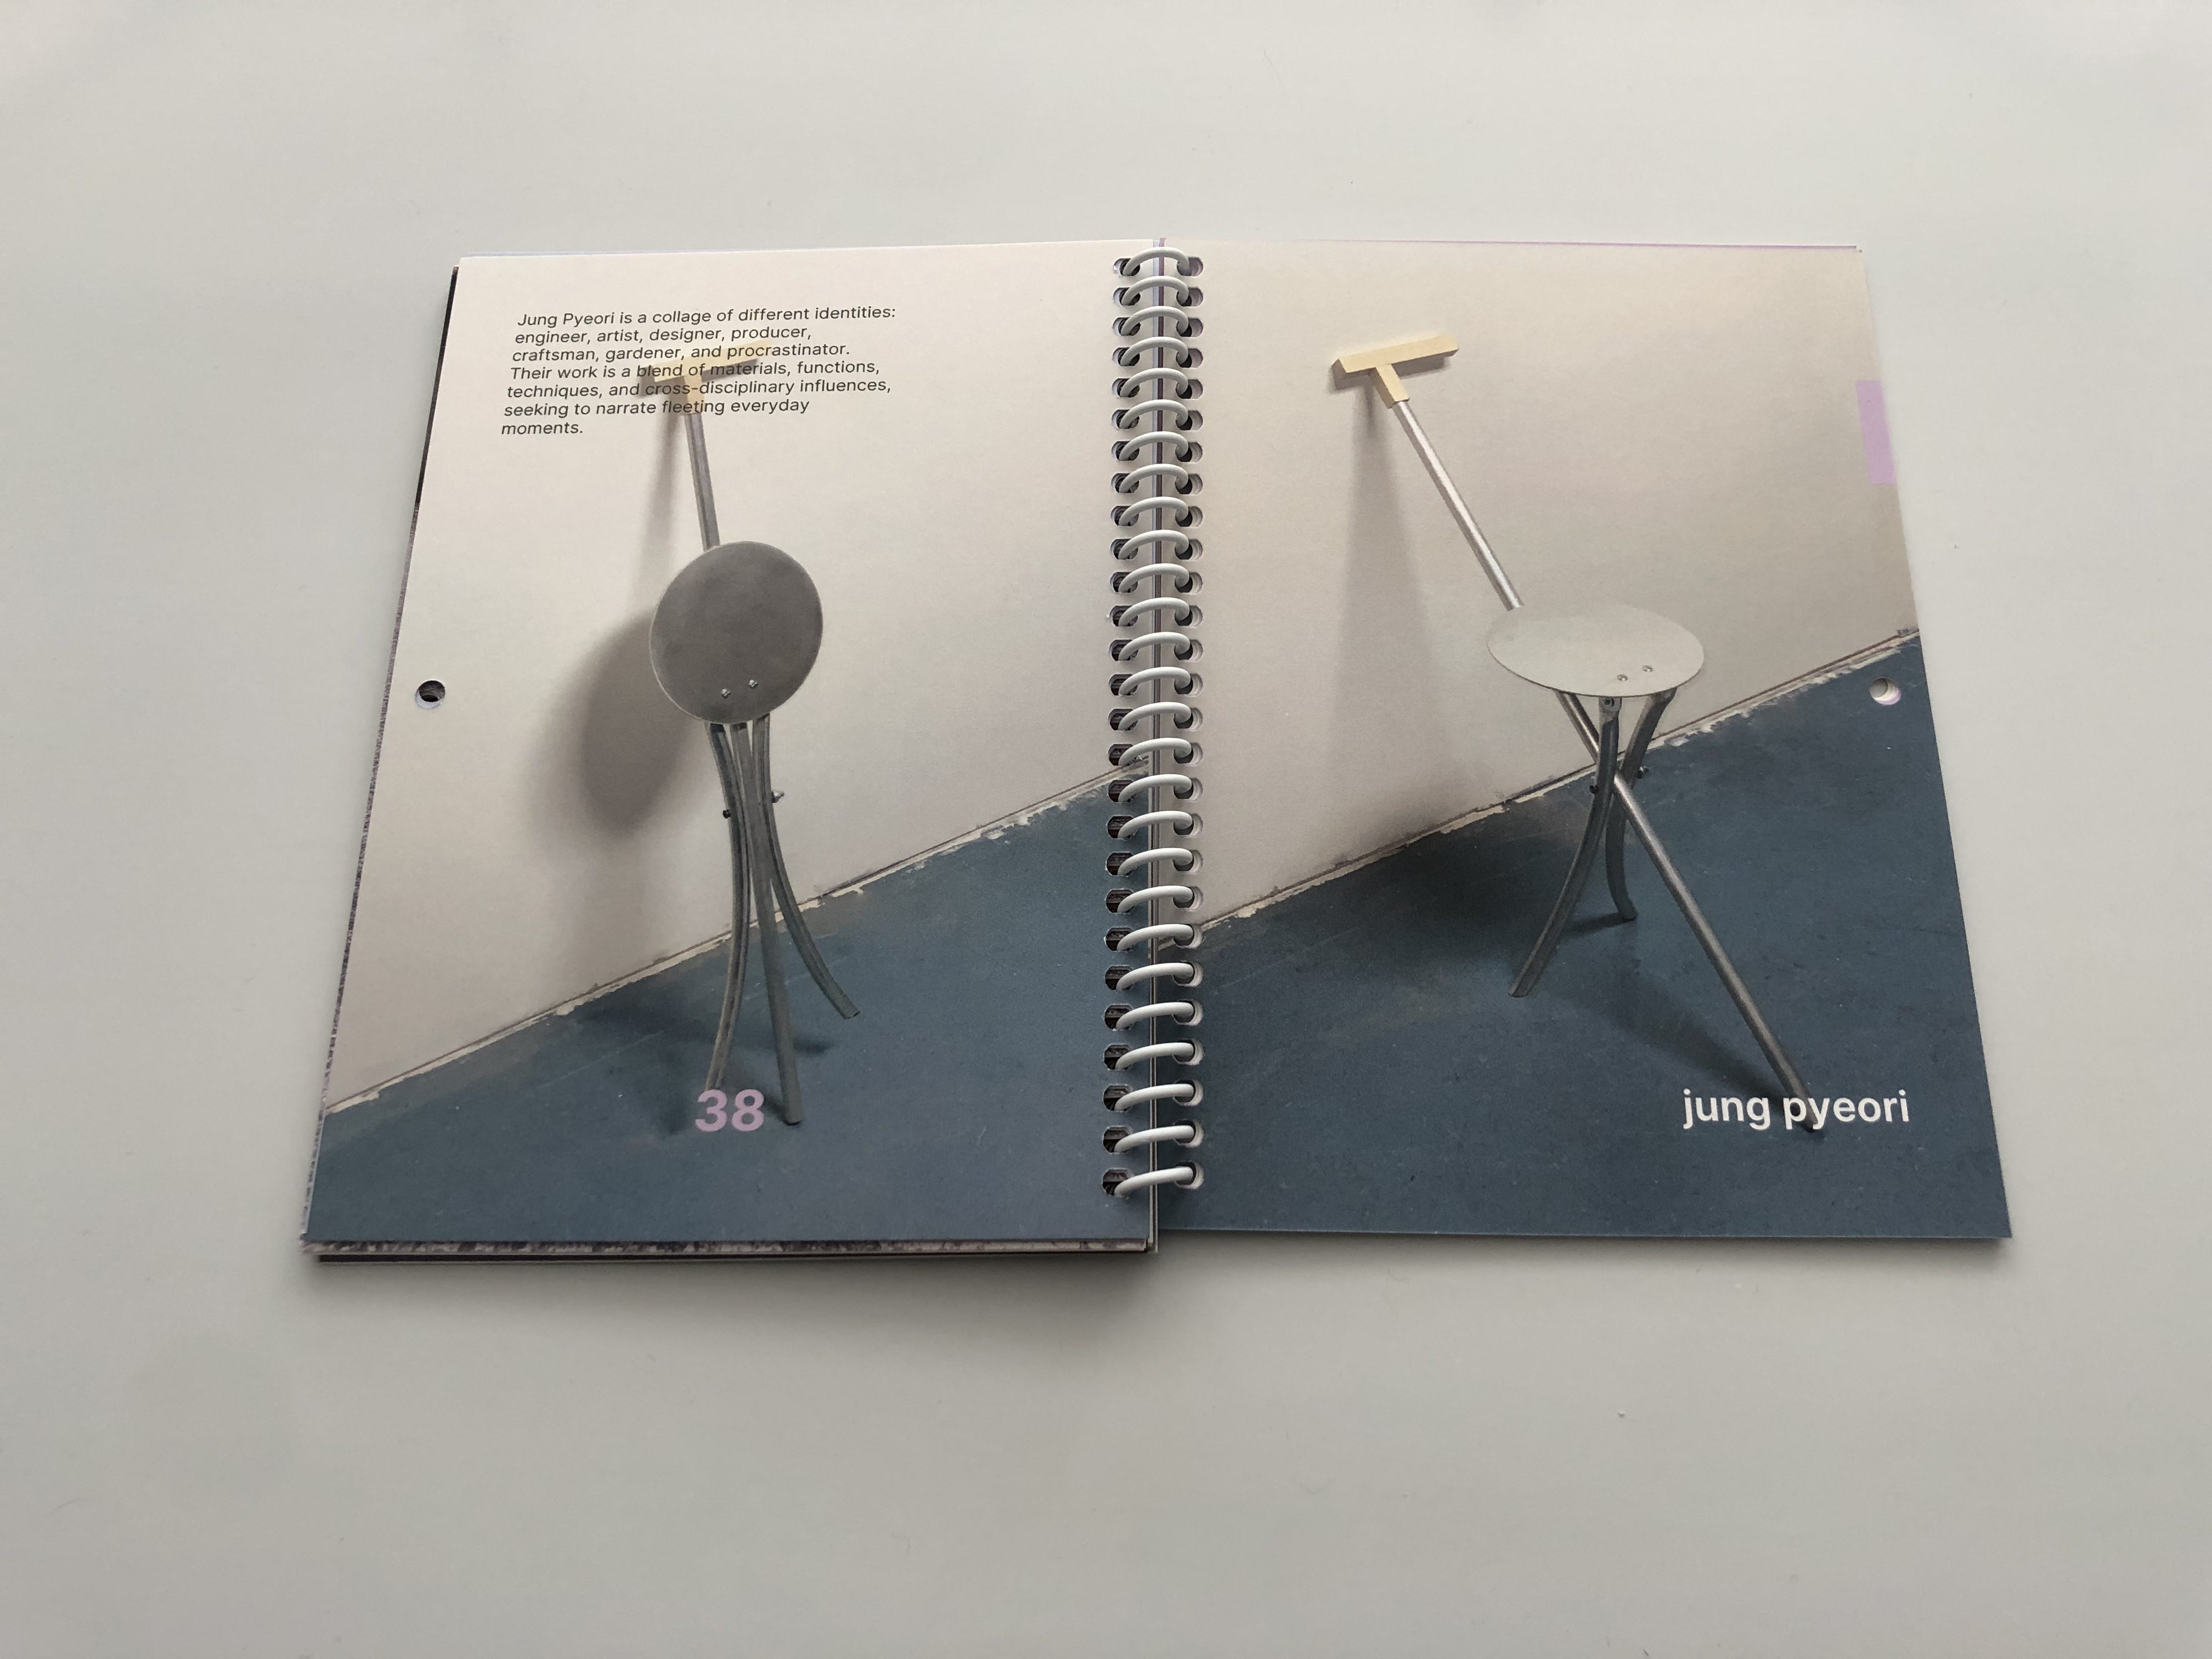 Jung Pyeori is a collage of different identities:
engineer, artist, designer, producer,
craftsman, gardener, and procrastinator.
Their work is a blend of materials, functions,
techniques, and cross-disciplinary influences,
seeking to narrate fleeting everyday
moments.
38
jung pyeori